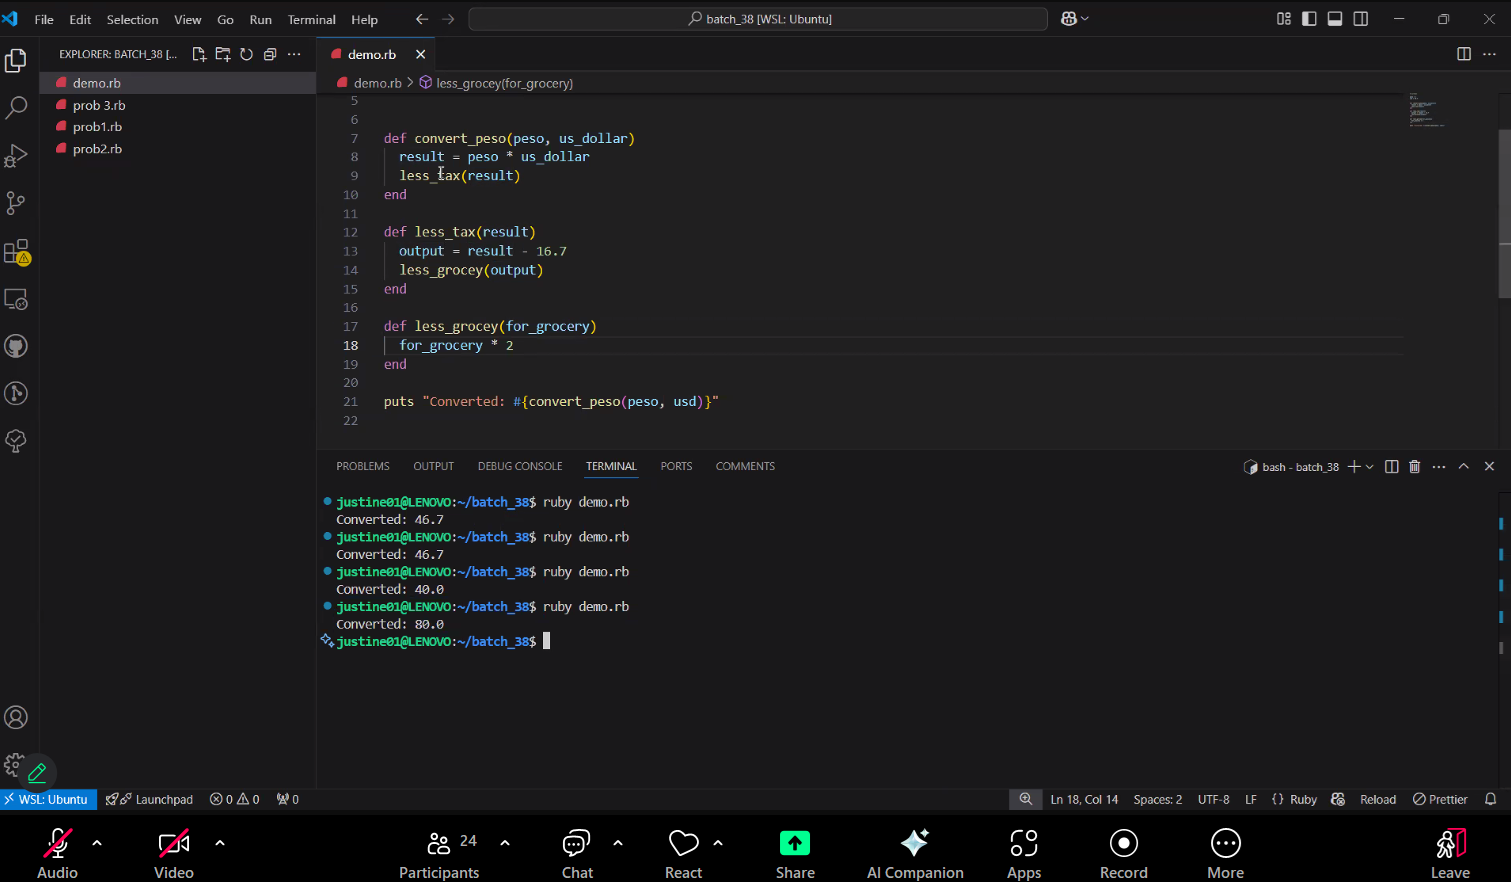 File Edit Selection View Go Run Terminal Help
batch_38 [WSL: Ubuntu]
EXPLORER: BATCH_38 [...
demo.rb
prob 3.rb
prob1.rb
prob2.rb
demo.rb
demo.rb > less_grocey(for_grocery)
5
6
7 def convert_peso(peso, us_dollar)
8 result = peso * us_dollar
9 less_tax(result)
10 end
11
12 def less_tax(result)
13 output = result - 16.7
14 less_grocey(output)
15 end
16
17 def less_grocey(for_grocery)
18 for_grocery * 2
19 end
20
21 puts "Converted: #{convert_peso(peso, usd)}"
22
PROBLEMS OUTPUT DEBUG CONSOLE TERMINAL PORTS COMMENTS
bash - batch_38
justine01@LENOVO:~/batch_38$ ruby demo.rb
Converted: 46.7
justine01@LENOVO:~/batch_38$ ruby demo.rb
Converted: 46.7
justine01@LENOVO:~/batch_38$ ruby demo.rb
Converted: 40.0
justine01@LENOVO:~/batch_38$ ruby demo.rb
Converted: 80.0
justine01@LENOVO:~/batch_38$
WSL: Ubuntu Launchpad 0 0 0 Ln 18, Col 14 Spaces: 2 UTF-8 LF {} Ruby Reload Prettier
24
Audio Video Participants Chat React Share AI Companion Apps Record More Leave